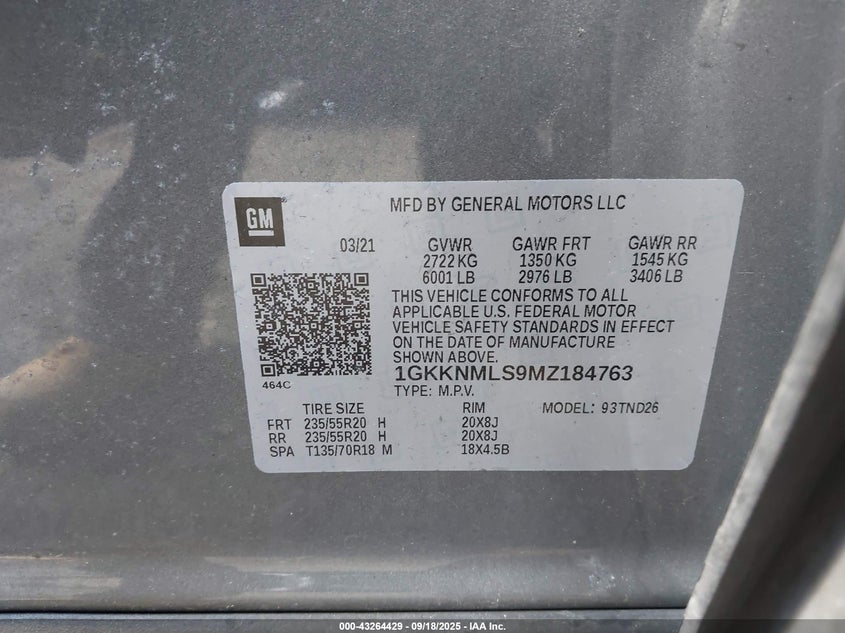 GM
MFD BY GENERAL MOTORS LLC
03/21 GVWR GAWR FRT GAWR RR
2722 KG 1350 KG 1545 KG
6001 LB 2976 LB 3406 LB
THIS VEHICLE CONFORMS TO ALL
APPLICABLE U.S. FEDERAL MOTOR
VEHICLE SAFETY STANDARDS IN EFFECT
ON THE DATE OF MANUFACTURE
SHOWN ABOVE.
464C
1GKKNMLS9MZ184763
TYPE: M.P.V.
TIRE SIZE RIM MODEL: 93TND26
FRT 235/55R20 H 20X8J
RR 235/55R20 H 20X8J
SPA T135/70R18 M 18X4.5B
000-43264429 - 09/18/2025 - IAA Inc.